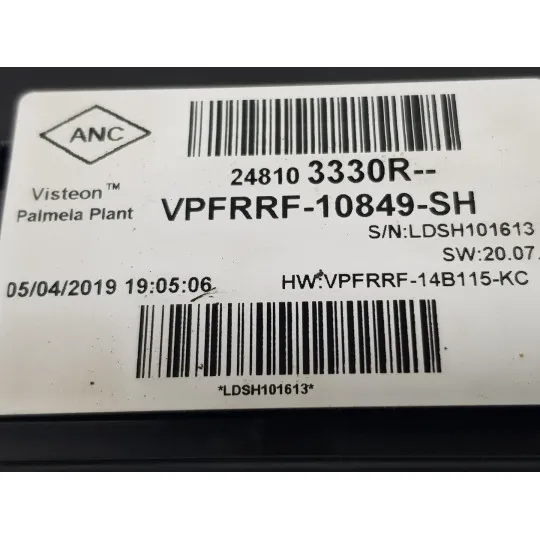 ANC
24810 3330R--
Visteon™
Palmela Plant
VPFRRF-10849-SH
S/N:LDSH101613
SW:20.07.
05/04/2019 19:05:06
HW:VPFRRF-14B115-KC
*LDSH101613*